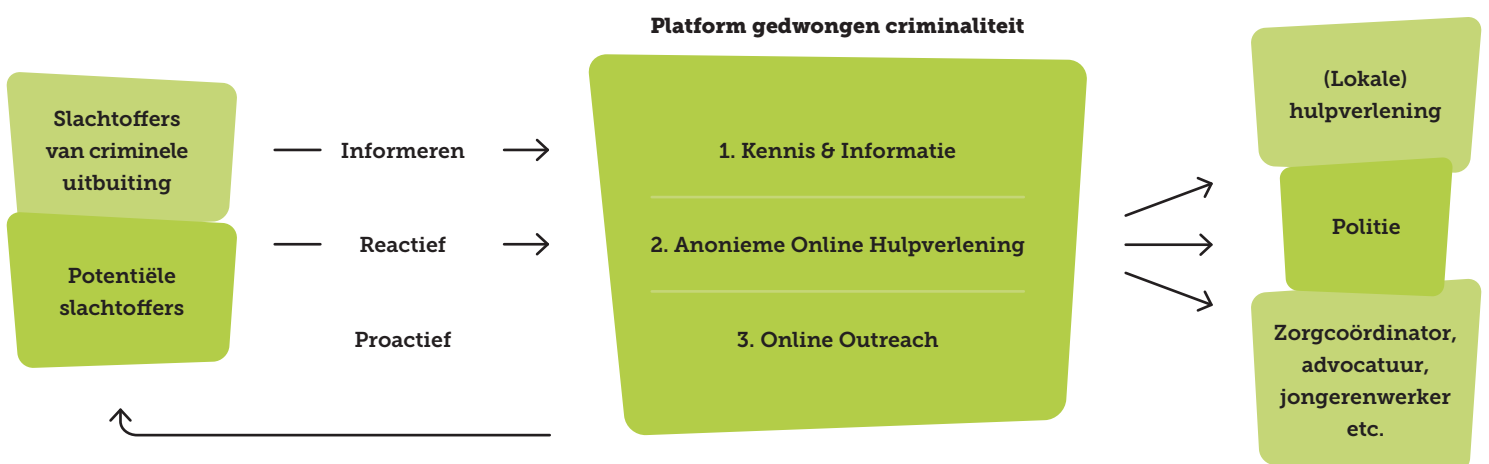 Platform gedwongen criminaliteit
Slachtoffers
van criminele
uitbuiting
Potentiële
slachtoffers
Informeren
Reactief
Proactief
1. Kennis & Informatie
2. Anonieme Online Hulpverlening
3. Online Outreach
(Lokale)
hulpverlening
Politie
Zorgcoördinator,
advocatuur,
jongerenwerker
etc.